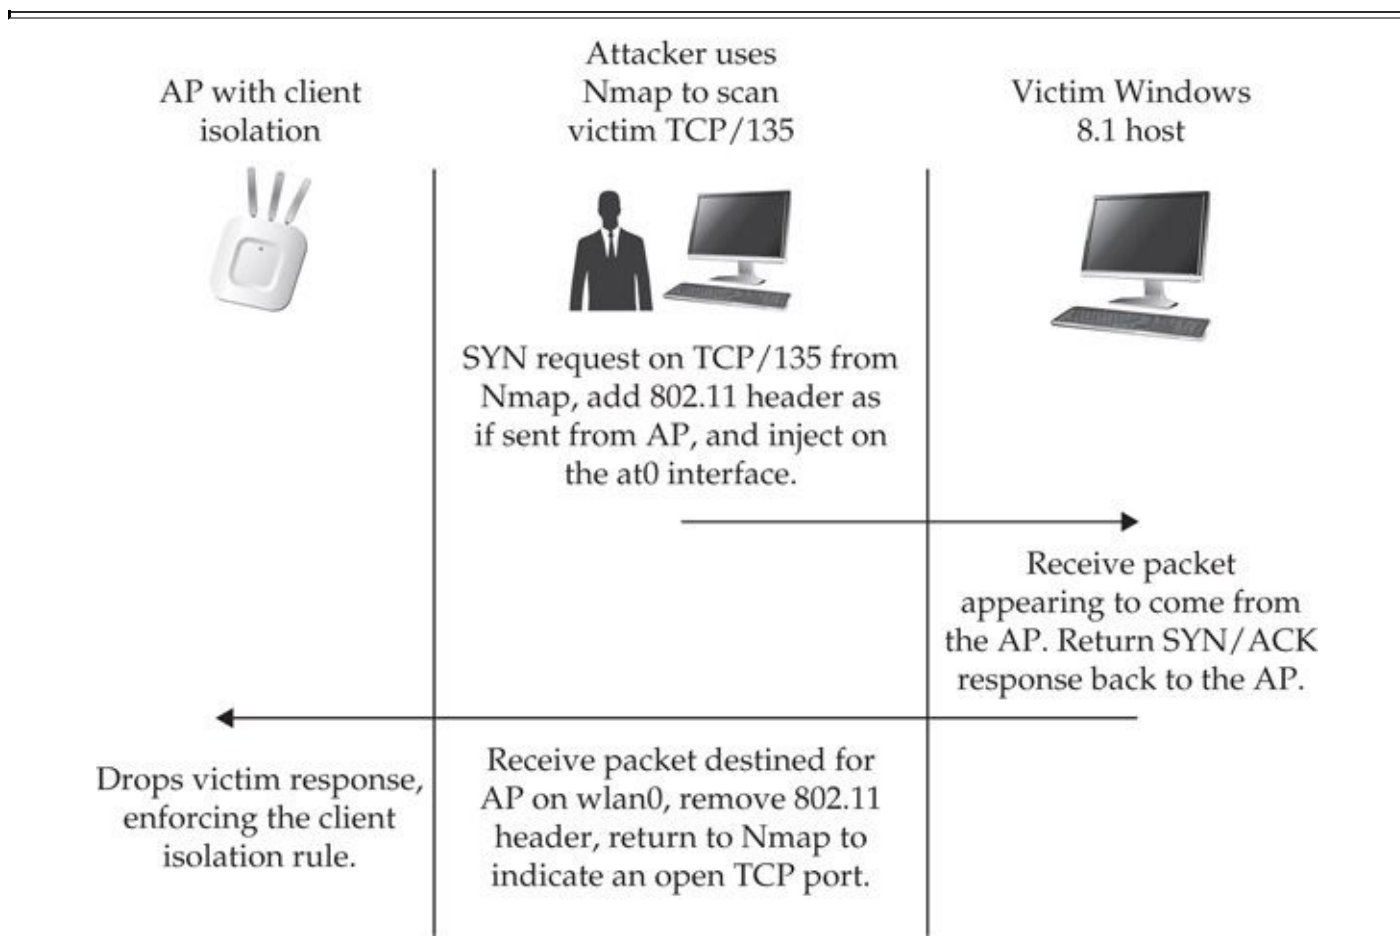 AP with client
isolation
Attacker uses
Nmap to scan
victim TCP/135
Victim Windows
8.1 host
SYN request on TCP/135 from
Nmap, add 802.11 header as
if sent from AP, and inject on
the at0 interface.
Receive packet
appearing to come from
the AP. Return SYN/ACK
response back to the AP.
Drops victim response,
enforcing the client
isolation rule.
Receive packet destined for
AP on wlan0, remove 802.11
header, return to Nmap to
indicate an open TCP port.